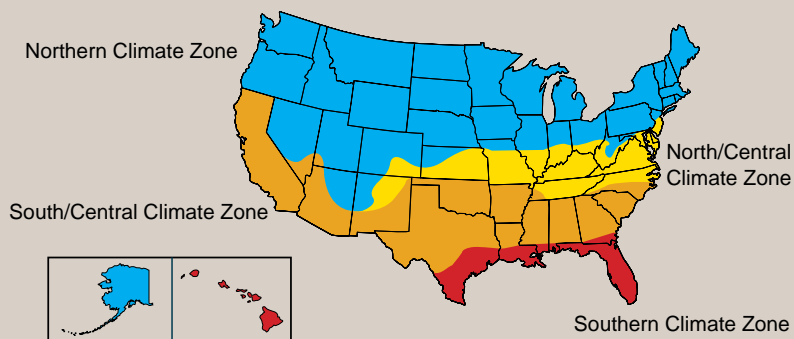 Northern Climate Zone
North/Central
Climate Zone
South/Central Climate Zone
Southern Climate Zone